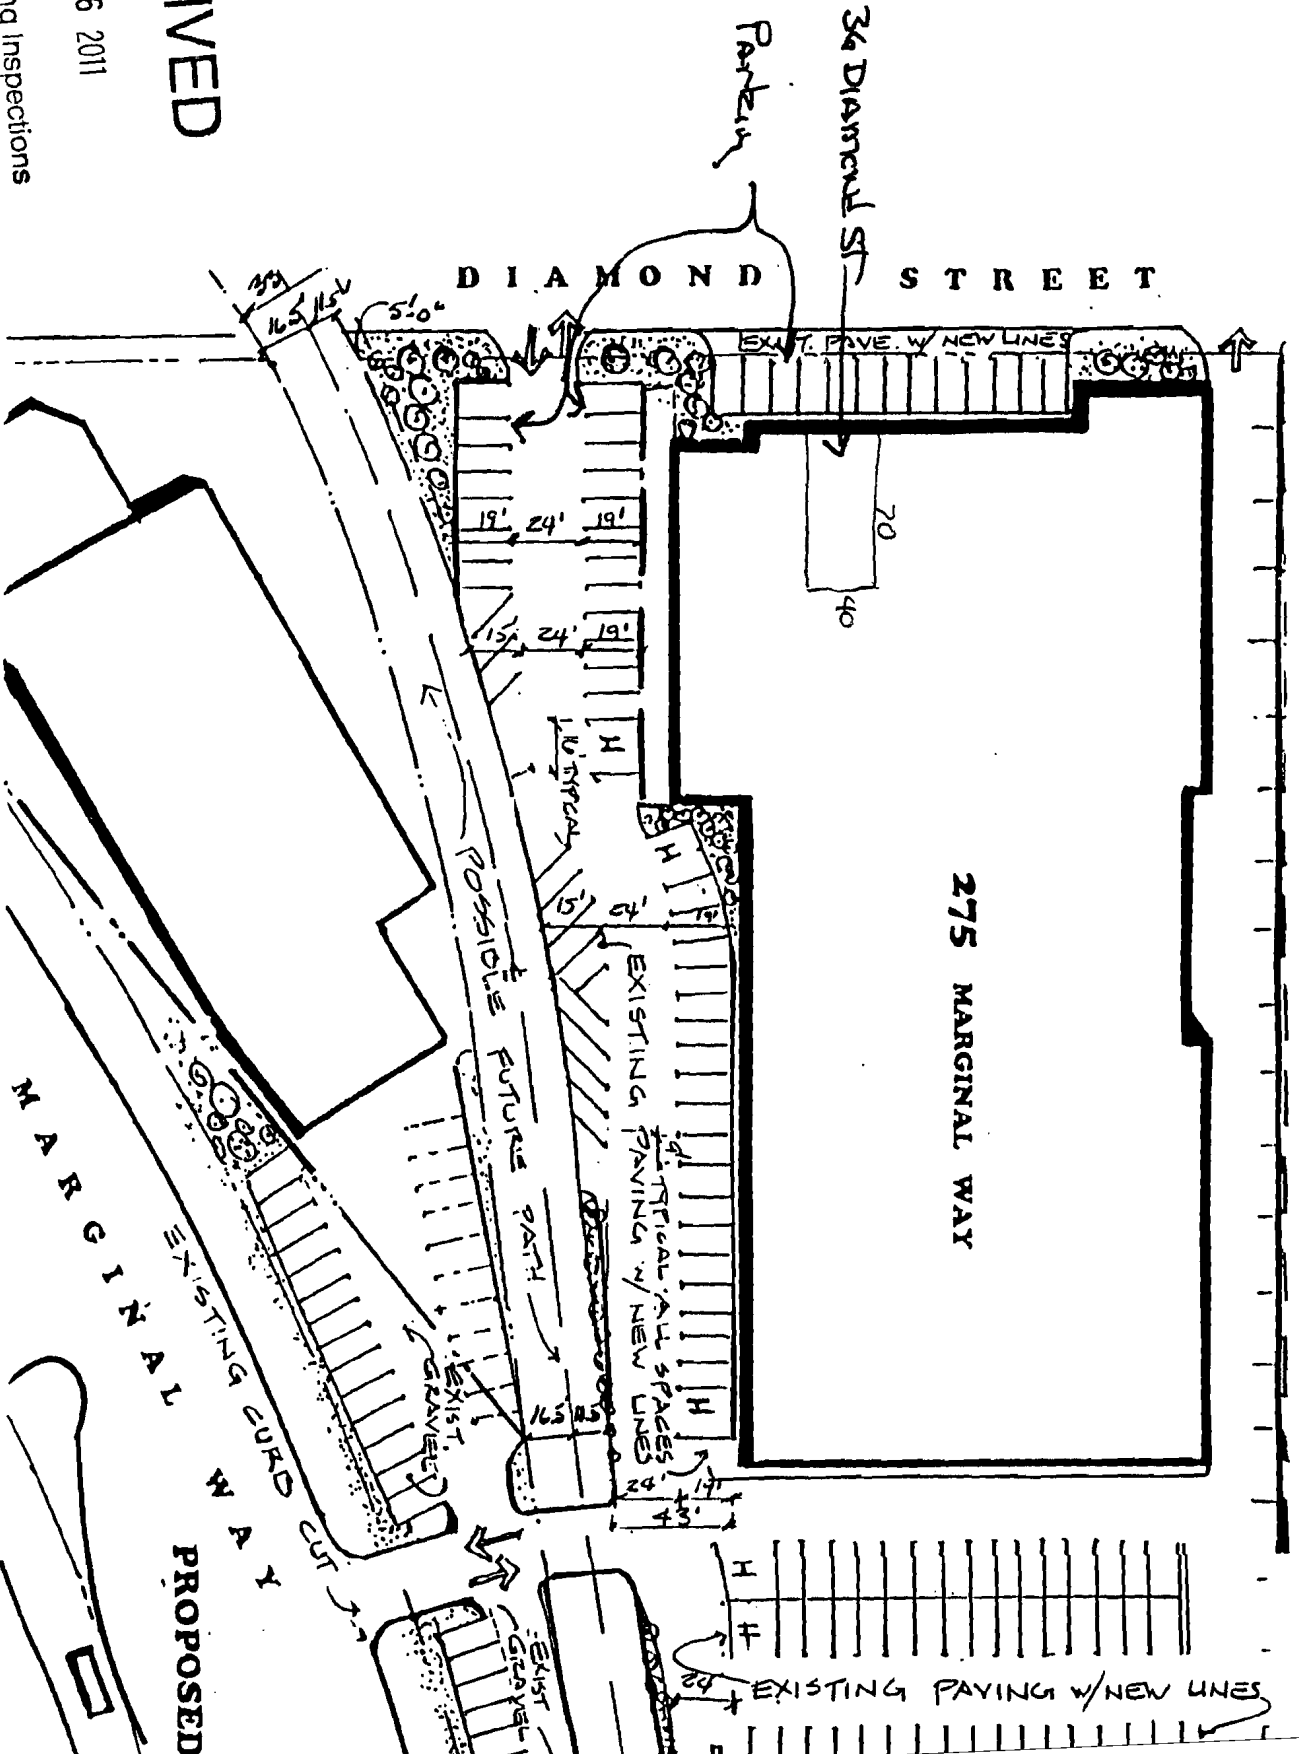 IVED
6 2011
ng Inspections
36 DIAMOND ST
Parking
DIAMOND STREET
5'-0"
16.5' 11.5'
EXIST. PAVE. W/ NEW LINES
19' 24' 19'
70
40
15' 24' 19'
H
16' TYPICAL
H
15' 24' 19'
275 MARGINAL WAY
POSSIBLE FUTURE PATH
EXISTING PAVING W/ NEW LINES
9' TYPICAL ALL SPACES
H
16.5' 11.5'
24' 19'
43'
EXIST. GRAVEL
MARGINAL WAY
EXISTING CURB CUT
H H
24'
EXIST GRAVEL
EXISTING PAVING W/NEW LINES
PROPOSED